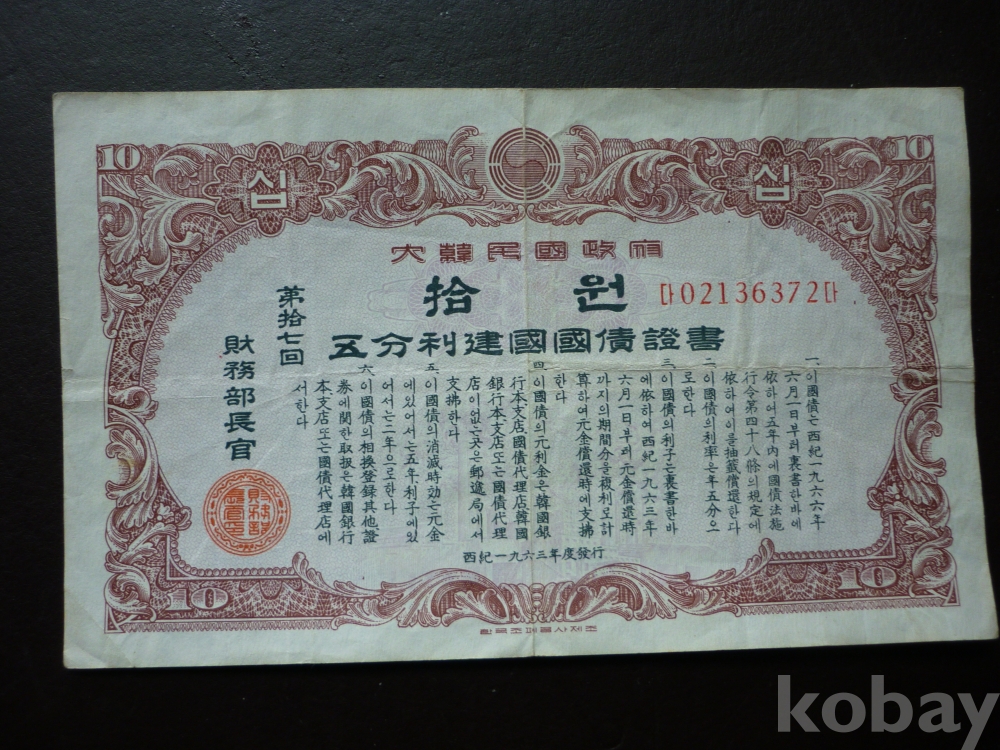 10 10
십 십
大韓民國政府
拾 원
다02136372다
五分利建國國債證書
第拾七回
一. 이國債는西紀一九六六年
六月一日부터裏書한바에
依하여五年內에國債法施
行令第四十八條의規定에
依하여이를抽籤償還한다
二. 이國債의利率은年五分으
로한다
三. 이國債의利子는裏書한바
에依하여西紀一九六三年
六月一日부터元金償還時
까지의期間分을複利로計
算하여元金償還時에支拂
한다
四. 이國債의元利金은韓國銀
行本支店國債代理店韓國
銀行本支店또는國債代理
店이없는곳은郵遞局에서
支拂한다
五. 이國債의消滅時効는元金
에있어서는五年利子에있
어서는二年으로한다
六. 이國債의相換登録其他證
券에關한取扱은韓國銀行
本支店또는國債代理店에
서한다
財務部長官
西紀一九六三年度發行
10 10
한국조폐공사제조
kobay